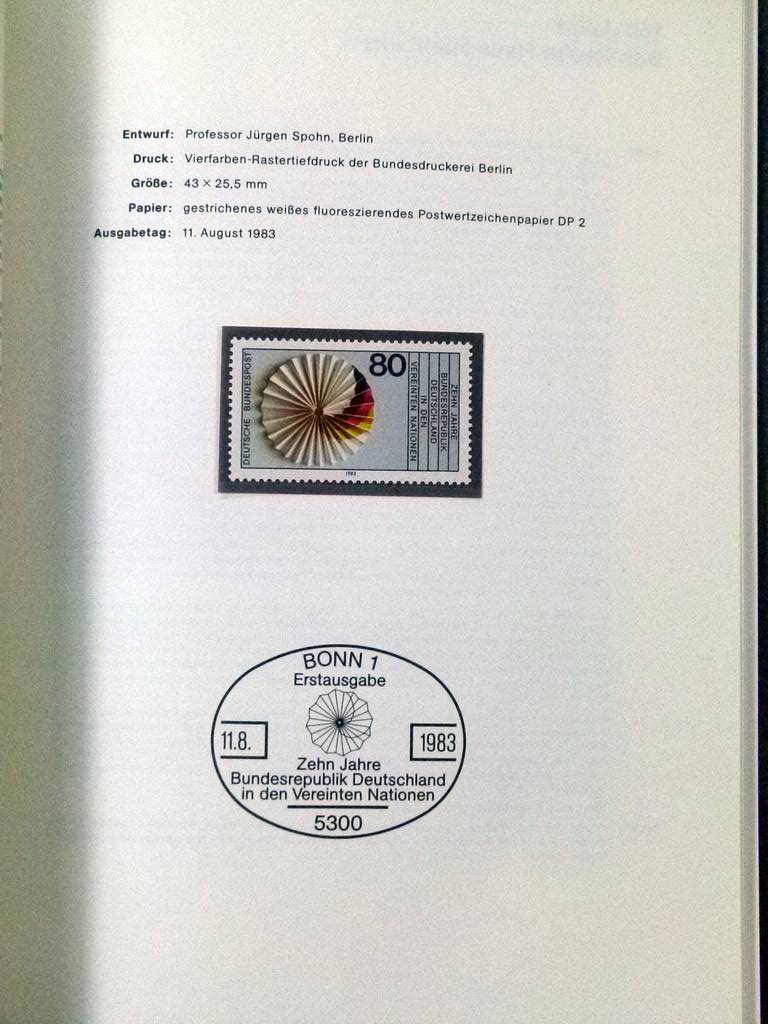 Entwurf: Professor Jürgen Spohn, Berlin
Druck: Vierfarben-Rastertiefdruck der Bundesdruckerei Berlin
Größe: 43 × 25,5 mm
Papier: gestrichenes weißes fluoreszierendes Postwertzeichenpapier DP 2
Ausgabetag: 11. August 1983
DEUTSCHE BUNDESPOST
80
ZEHN JAHRE
BUNDESREPUBLIK
DEUTSCHLAND
IN DEN
VEREINTEN NATIONEN
1983
BONN 1
Erstausgabe
11.8.
1983
Zehn Jahre
Bundesrepublik Deutschland
in den Vereinten Nationen
5300